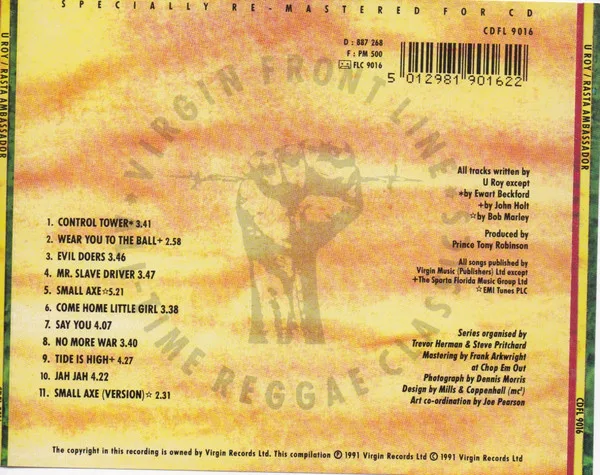 SPECIALLY RE-MASTERED FOR CD
CDFL 9016
D : 887 268
F : PM 500
FLC 9016
5 012981 901622
U ROY / RASTA AMBASSADOR
U ROY / RASTA AMBASSADOR
VIRGIN FRONT LINE
ALL-TIME REGGAE CLASSICS
All tracks written by
U Roy except
*by Ewart Beckford
+by John Holt
☆by Bob Marley
Produced by
Prince Tony Robinson
All songs published by
Virgin Music (Publishers) Ltd except
+The Sparta Florida Music Group Ltd
☆EMI Tunes PLC
1. CONTROL TOWER* 3.41
2. WEAR YOU TO THE BALL+ 2.58
3. EVIL DOERS 3.46
4. MR. SLAVE DRIVER 3.47
5. SMALL AXE☆5.21
6. COME HOME LITTLE GIRL 3.38
7. SAY YOU 4.07
8. NO MORE WAR 3.40
9. TIDE IS HIGH+ 4.27
10. JAH JAH 4.22
11. SMALL AXE (VERSION)☆ 2.31
Series organised by
Trevor Herman & Steve Pritchard
Mastering by Frank Arkwright
at Chop Em Out
Photograph by Dennis Morris
Design by Mills & Coppenhall (mc²)
Art co-ordination by Joe Pearson
CDFL 9016
The copyright in this recording is owned by Virgin Records Ltd. This compilation ℗ 1991 Virgin Records Ltd © 1991 Virgin Records Ltd.